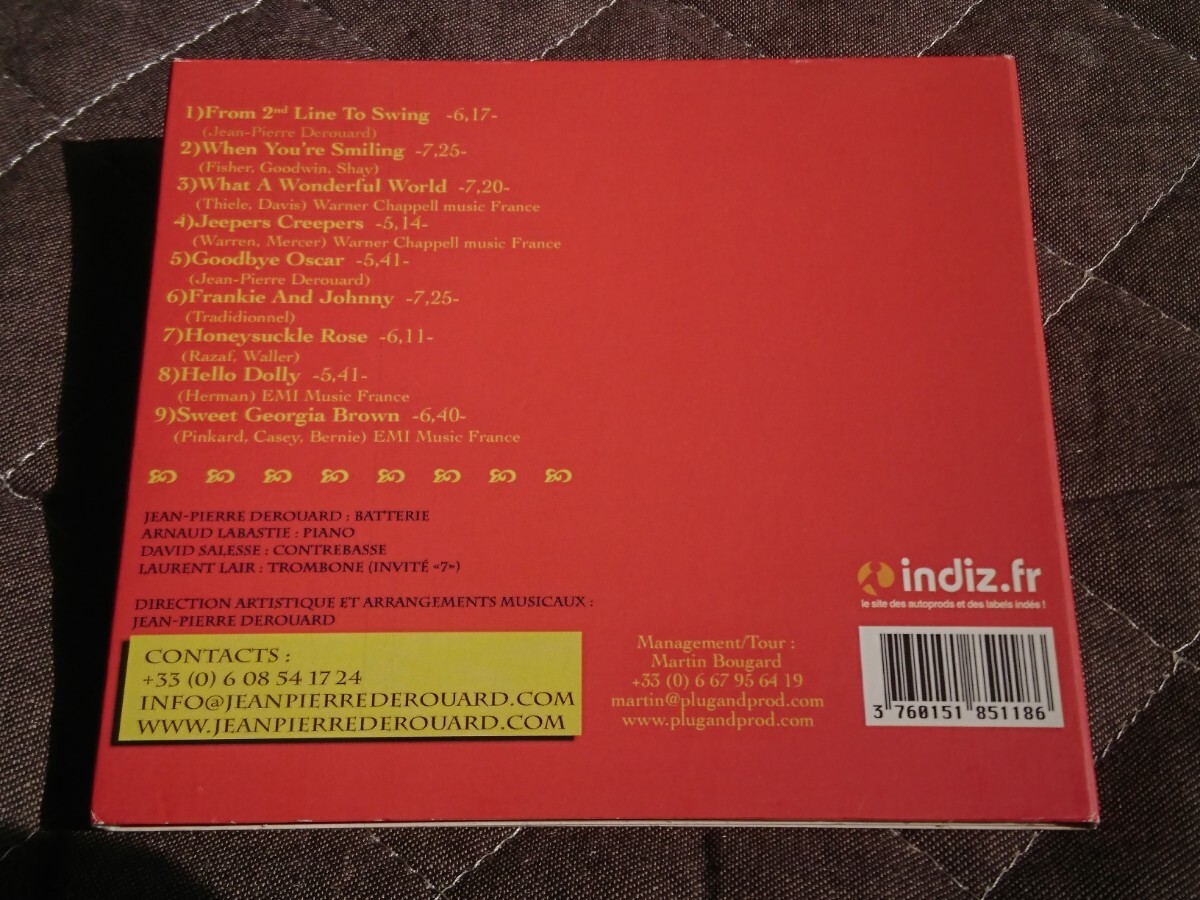 1)From 2nd Line To Swing -6,17-
(Jean-Pierre Derouard)
2)When You're Smiling -7,25-
(Fisher, Goodwin, Shay)
3)What A Wonderful World -7,20-
(Thiele, Davis) Warner Chappell music France
4)Jeepers Creepers -5,14-
(Warren, Mercer) Warner Chappell music France
5)Goodbye Oscar -5,41-
(Jean-Pierre Derouard)
6)Frankie And Johnny -7,25-
(Tradidionnel)
7)Honeysuckle Rose -6,11-
(Razaf, Waller)
8)Hello Dolly -5,41-
(Herman) EMI Music France
9)Sweet Georgia Brown -6,40-
(Pinkard, Casey, Bernie) EMI Music France
JEAN-PIERRE DEROUARD : BATTERIE
ARNAUD LABASTIE : PIANO
DAVID SALESSE : CONTREBASSE
LAURENT LAIR : TROMBONE (INVITÉ «7»)
DIRECTION ARTISTIQUE ET ARRANGEMENTS MUSICAUX :
JEAN-PIERRE DEROUARD
CONTACTS :
+33 (0) 6 08 54 17 24
INFO@JEANPIERREDEROUARD.COM
WWW.JEANPIERREDEROUARD.COM
Management/Tour :
Martin Bougard
+33 (0) 6 67 95 64 19
martin@plugandprod.com
www.plugandprod.com
indiz.fr
le site des autoprods et des labels indés !
3 760151 851186